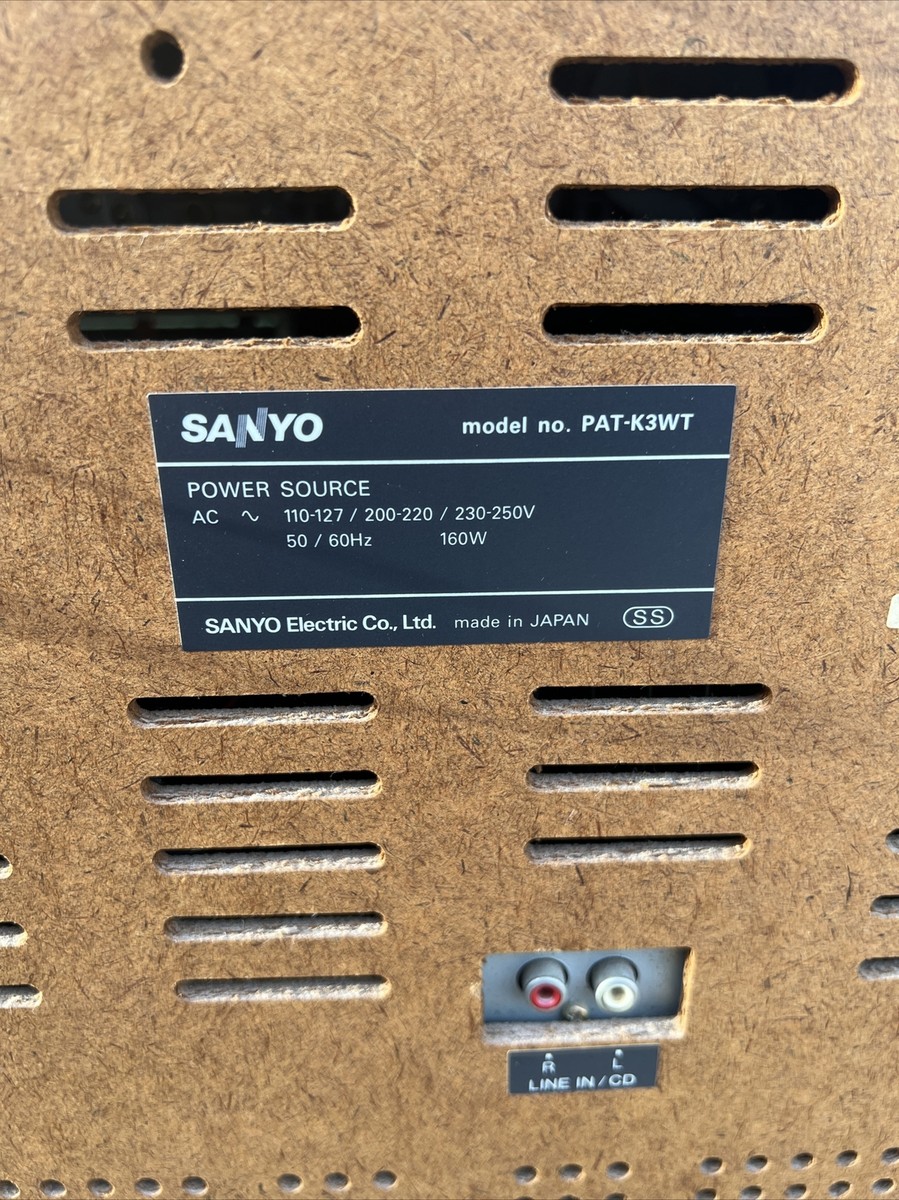 SANYO model no. PAT-K3WT
POWER SOURCE
AC ∿ 110-127 / 200-220 / 230-250V
50 / 60Hz 160W
SANYO Electric Co., Ltd. made in JAPAN SS
R L
LINE IN / CD